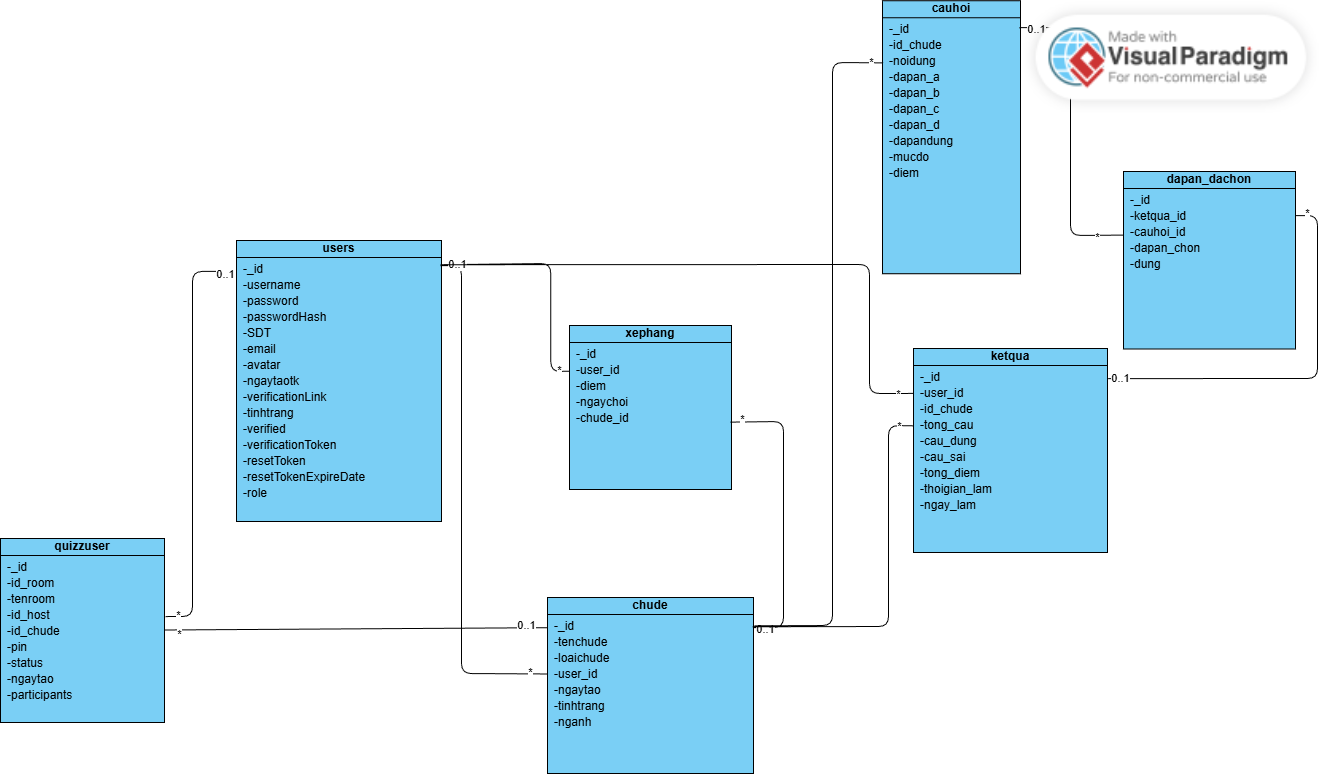 cauhoi
-_id
-id_chude
-noidung
-dapan_a
-dapan_b
-dapan_c
-dapan_d
-dapandung
-mucdo
-diem
0..1
*
Made with
Visual Paradigm
For non-commercial use
dapan_dachon
-_id
-ketqua_id
-cauhoi_id
-dapan_chon
-dung
*
*
users
-_id
-username
-password
-passwordHash
-SDT
-email
-avatar
-ngaytaotk
-verificationLink
-tinhtrang
-verified
-verificationToken
-resetToken
-resetTokenExpireDate
-role
0..1
0..1
xephang
-_id
-user_id
-diem
-ngaychoi
-chude_id
*
*
ketqua
-_id
-user_id
-id_chude
-tong_cau
-cau_dung
-cau_sai
-tong_diem
-thoigian_lam
-ngay_lam
0..1
*
*
quizzuser
-_id
-id_room
-tenroom
-id_host
-id_chude
-pin
-status
-ngaytao
-participants
*
*
chude
-_id
-tenchude
-loaichude
-user_id
-ngaytao
-tinhtrang
-nganh
0..1
0..1
*